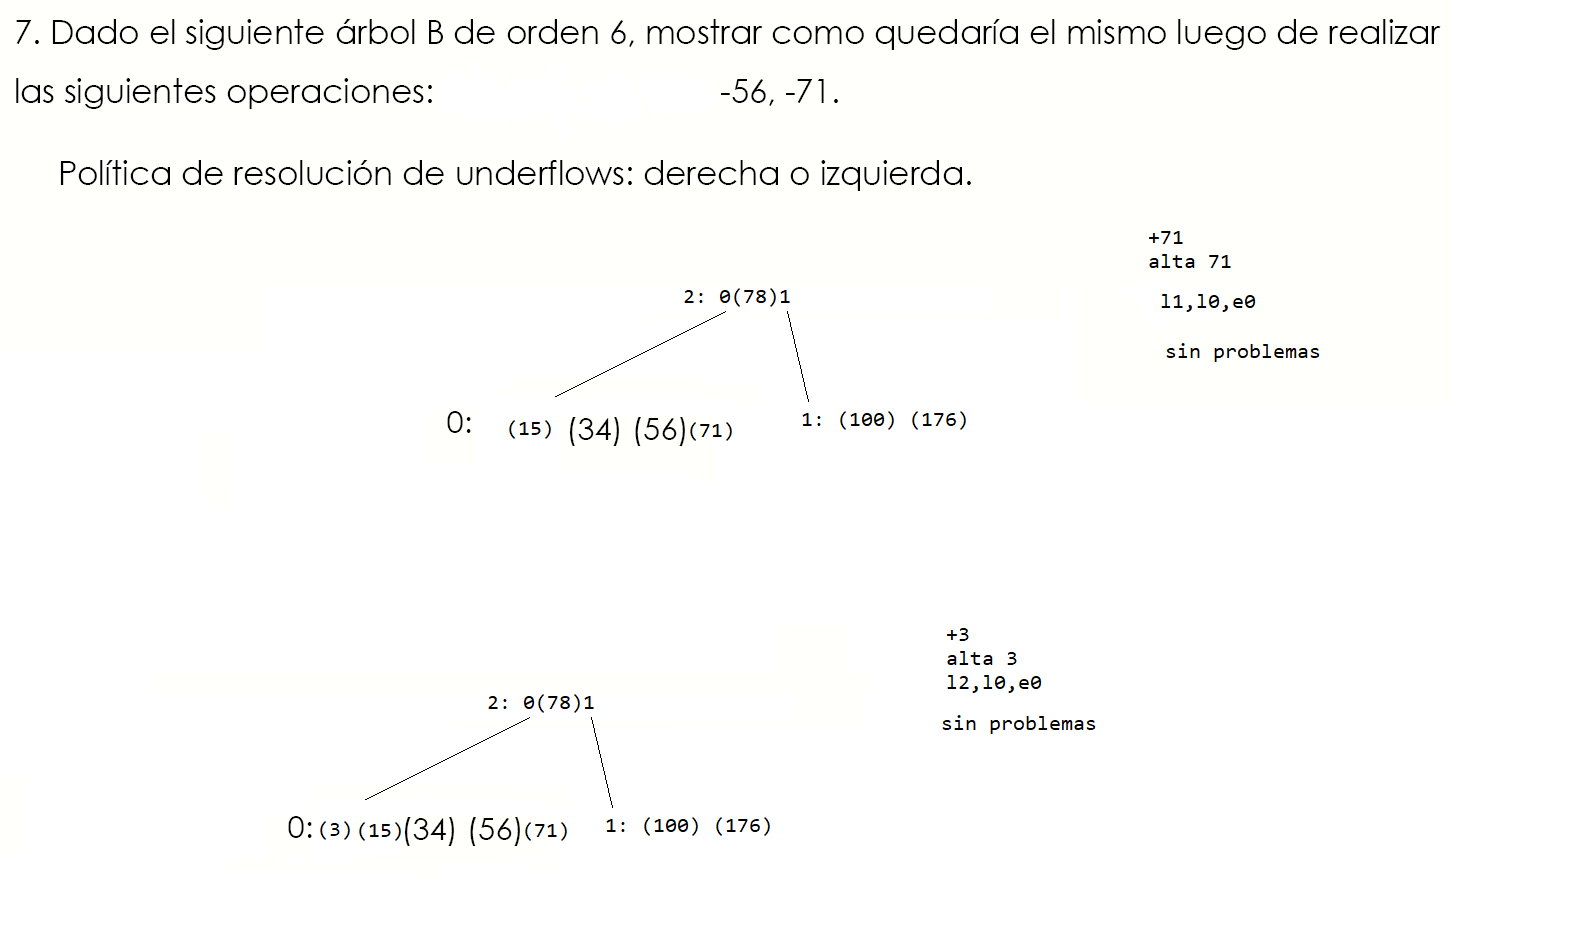 7. Dado el siguiente árbol B de orden 6, mostrar como quedaría el mismo luego de realizar
las siguientes operaciones: -56, -71.
Política de resolución de underflows: derecha o izquierda.
+71
alta 71
l1,l0,e0
sin problemas
2: 0(78)1
0: (15) (34) (56)(71) 1: (100) (176)
+3
alta 3
l2,l0,e0
sin problemas
2: 0(78)1
0:(3)(15)(34) (56)(71) 1: (100) (176)